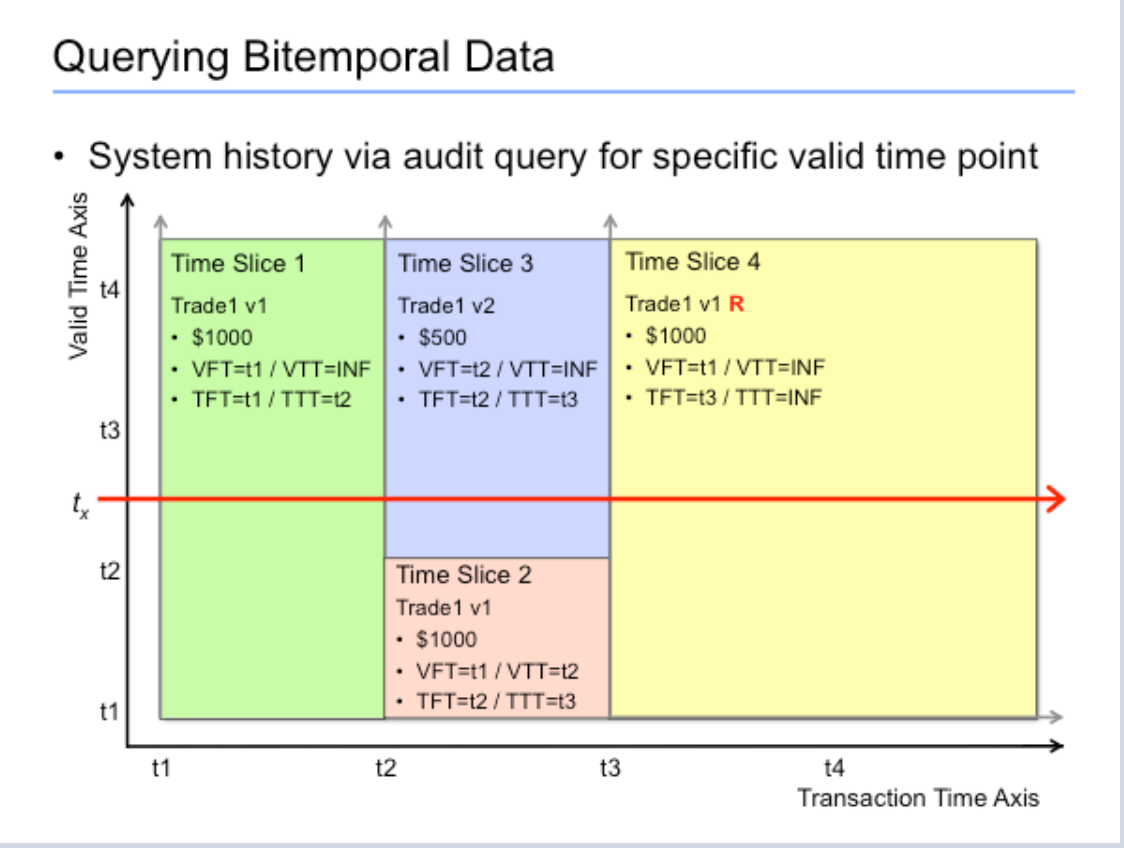 Querying Bitemporal Data
• System history via audit query for specific valid time point
Valid Time Axis
t4
t3
tx
t2
t1
Time Slice 1
Trade1 v1
• $1000
• VFT=t1 / VTT=INF
• TFT=t1 / TTT=t2
Time Slice 3
Trade1 v2
• $500
• VFT=t2 / VTT=INF
• TFT=t2 / TTT=t3
Time Slice 2
Trade1 v1
• $1000
• VFT=t1 / VTT=t2
• TFT=t2 / TTT=t3
Time Slice 4
Trade1 v1 R
• $1000
• VFT=t1 / VTT=INF
• TFT=t3 / TTT=INF
t1 t2 t3 t4
Transaction Time Axis